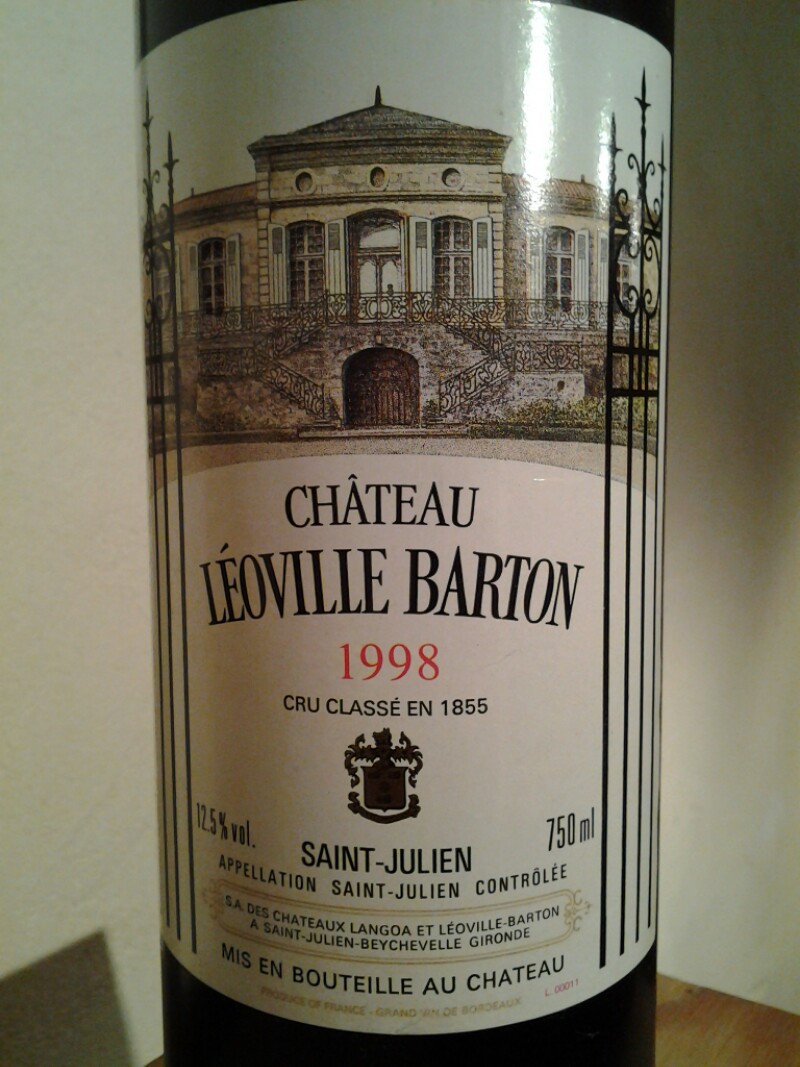 CHÂTEAU
LÉOVILLE BARTON
1998
CRU CLASSÉ EN 1855
12.5% vol.
750 ml
SAINT-JULIEN
APPELLATION SAINT-JULIEN CONTRÔLÉE
S.A. DES CHATEAUX LANGOA ET LÉOVILLE-BARTON
A SAINT-JULIEN-BEYCHEVELLE GIRONDE
MIS EN BOUTEILLE AU CHATEAU
PRODUCE OF FRANCE - GRAND VIN DE BORDEAUX
L. 00011